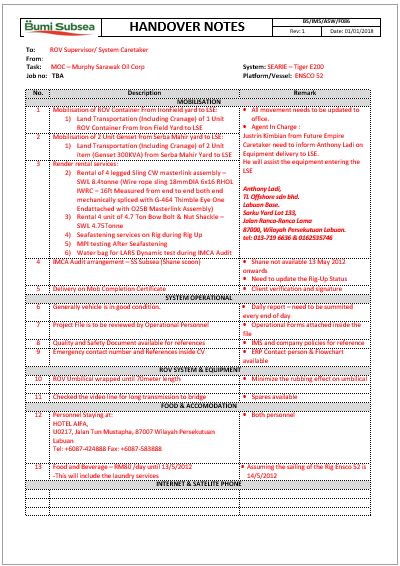 Bumi Subsea
HANDOVER NOTES
BS/IMS/ASW/F086
Rev: 1
Date: 01/01/2018
To: ROV Supervisor/ System Caretaker
From:
Task: MOC – Murphy Sarawak Oil Corp
System: SEARIE – Tiger E200
Job no: TBA
Platform/Vessel: ENSCO 52
No. Description Remark
MOBILISATION
1 Mobilisation of ROV Container From Ironfield yard to LSE
1) Land Transportation (Including Cranage) of 1 Unit
ROV Container From Iron Field Yard to LSE
2 Mobilisation of 2 Unit Genset from Serba Mahir Yard to LSE
1) Land Transportation (Including Cranage) of 2 Unit
item (Genset 300KVA) from Serba Mahir Yard to LSE
3 Render rental services:
2) Rental of 4 legged Sling CW masterlink assembly –
SWL 8.4tonne (Wire rope sling 18mmDIA 6x16 RHOL
IWRC – 16ft Measured from end to end both end
mechanically spliced with G-464 Thimble Eye One
Endattached with O25B Masterlink Assembly)
3) Rental 4 unit of 4.7 Ton Bow Bolt & Nut Shackle –
SWL 4.75Tonne
4) Seafastening services on Rig during Rig Up
5) MPI testing After Seafastening
6) Water bag for LARS Dynamic test during IMCA Audit
• All movement needs to be updated to
office.
• Agent In Charge :
Justrin Kimbian from Future Empire
Caretaker need to inform Anthony Ladi on
Equipment delivery to LSE.
He will assist the equipment entering the
LSE
Anthony Ladi,
TL Offshore sdn bhd.
Labuan Base.
Sarku Yard Lot 133,
Jalan Ranca-Ranca Lama
87000, Wilayah Persekutuan Labuan.
tel: 013-719 6636 & 0162535746
4 IMCA Audit arrangement – SS Subsea (Shane soon)
• Shane not available 13 May 2012
onwards
• Need to update the Rig-Up Status
5 Delivery on Mob Completion Certificate
• Client verification and signature
SYSTEM OPERATIONAL
6 Generally vehicle is in good condition.
• Daily report – need to be summited
every end of day
7 Project File is to be reviewed by Operational Personnel
• Operational Forms attached inside the
file
8 Quality and Safety Document available for references
• IMS and company policies for reference
9 Emergency contact number and References inside CV
• ERP Contact person & Flowchart
available
ROV SYSTEM & EQUIPMENT
10 ROV Umbilical wrapped until 70meter length
• Minimize the rubbing effect on umbilical
11 Checked the video line for long transmission to bridge
• Spares available
FOOD & ACCOMODATION
12 Personnel Staying at:
HOTEL AIFA,
U0217, Jalan Tun Mustapha, 87007 Wilayah Persekutuan
Labuan
Tel: +6087-424888 Fax: +6087-583888
• Both personnel
13 Food and Beverage – RM80 /day until 13/5/2012
-This will include the laundry services
• Assuming the sailing of the Rig Ensco 52 is
14/5/2012
INTERNET & SATELITE PHONE